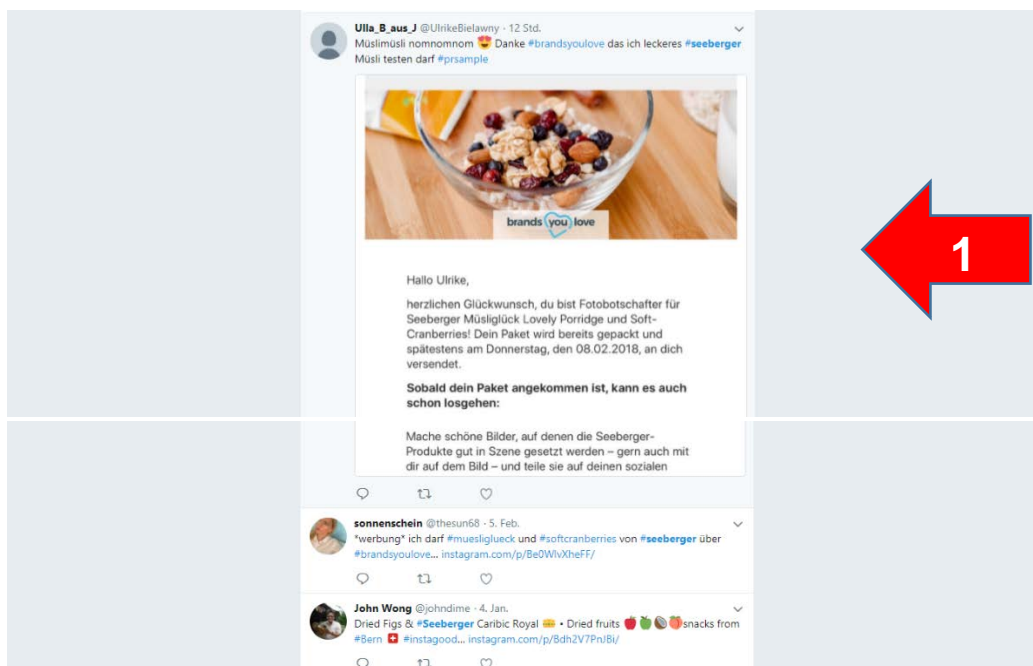 Ulla_B_aus_J @UlrikeBielawny · 12 Std.
Müslimüsli nomnomnom 😍 Danke #brandsyoulove das ich leckeres #seeberger
Müsli testen darf #prsample
brands you love
1
Hallo Ulrike,
herzlichen Glückwunsch, du bist Fotobotschafter für
Seeberger Müsliglück Lovely Porridge und Soft-
Cranberries! Dein Paket wird bereits gepackt und
spätestens am Donnerstag, den 08.02.2018, an dich
versendet.
Sobald dein Paket angekommen ist, kann es auch
schon losgehen:
Mache schöne Bilder, auf denen die Seeberger-
Produkte gut in Szene gesetzt werden – gern auch mit
dir auf dem Bild – und teile sie auf deinen sozialen
sonnenschein @thesun68 · 5. Feb.
*werbung* ich darf #muesliglueck und #softcranberries von #seeberger über
#brandsyoulove... instagram.com/p/Be0WlvXheFF/
John Wong @johndime · 4. Jan.
Dried Figs & #Seeberger Caribic Royal 🍔 • Dried fruits 🍎🍏🥥🍑snacks from
#Bern 🇨🇭 #instagood... instagram.com/p/Bdh2V7PnJBi/